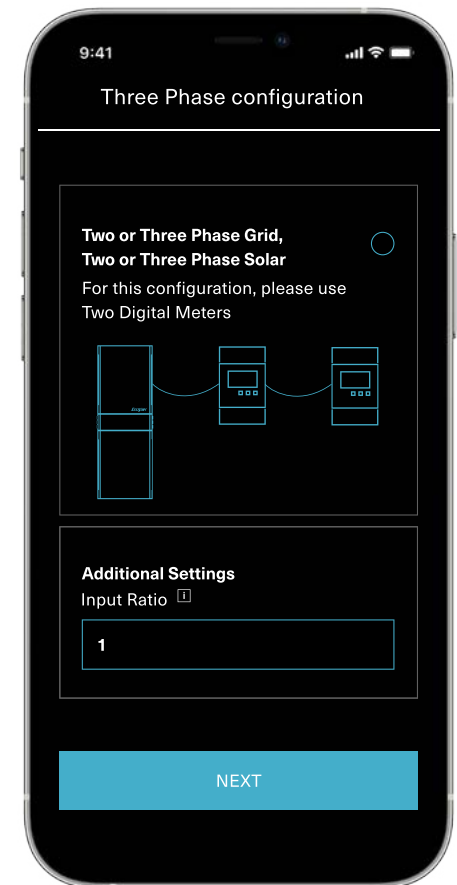 9:41
Three Phase configuration
Two or Three Phase Grid,
Two or Three Phase Solar
For this configuration, please use
Two Digital Meters
Additional Settings
Input Ratio i
1
NEXT